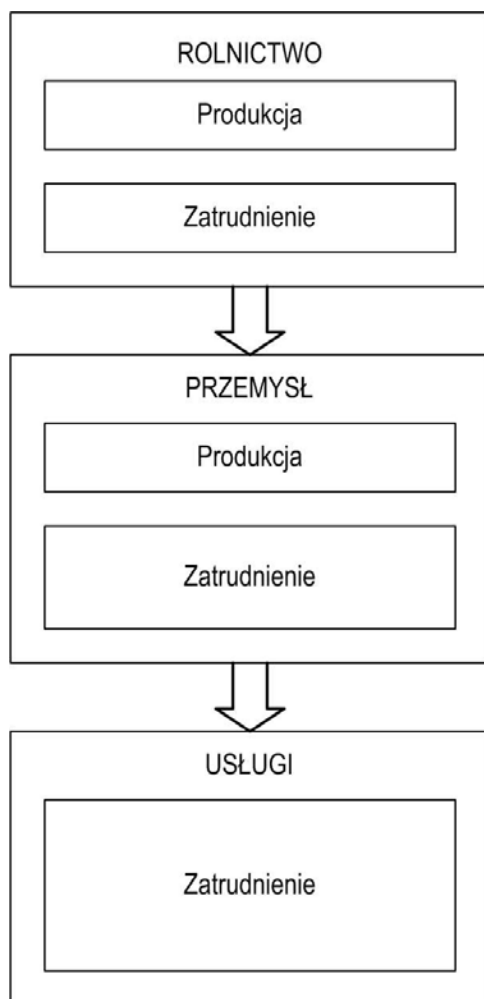 ROLNICTWO
Produkcja
Zatrudnienie
PRZEMYSŁ
Produkcja
Zatrudnienie
USŁUGI
Zatrudnienie